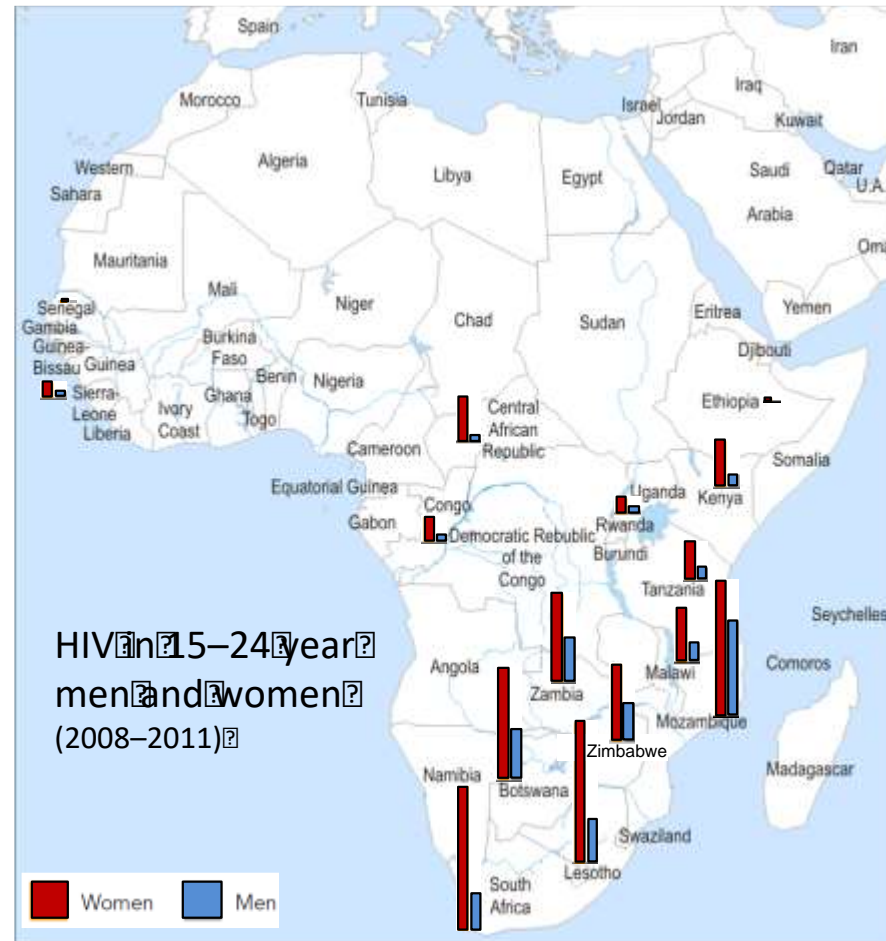 Spain
Iran
Iraq
Morocco
Tunisia
Israel
Jordan
Kuwait
Western
Sahara
Algeria
Libya
Egypt
Saudi
Arabia
Qatar
U.A.
Oma
Mauritania
Mali
Niger
Chad
Sudan
Eritrea
Yemen
Senegal
Gambia
Guinea-
Bissau
Guinea
Burkina
Faso
Djibouti
Sierra-
Leone
Liberia
Ivory
Coast
Ghana
Togo
Benin
Nigeria
Ethiopia
Central
African
Republic
Cameroon
Somalia
Equatorial Guinea
Congo
Uganda
Kenya
Gabon
Rwanda
Democratic Rebublic
of the
Congo
Burundi
Tanzania
Seychelles
HIV⍰in⍰15–24⍰year⍰
men⍰and⍰women⍰
(2008–2011)⍰
Angola
Zambia
Malawi
Comoros
Mozambique
Zimbabwe
Namibia
Botswana
Madagascar
Swaziland
Lesotho
South
Africa
Women
Men